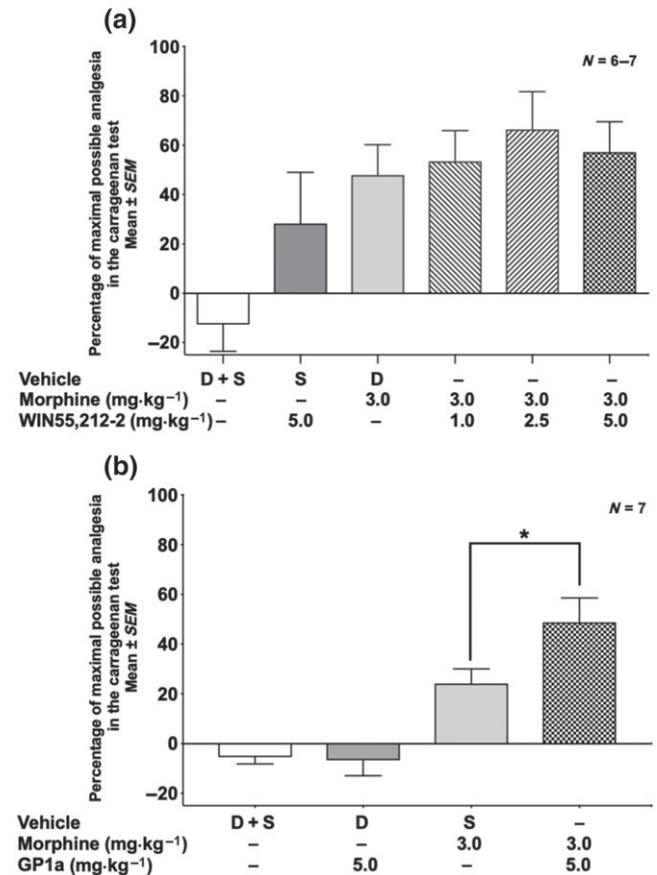 (a)
Percentage of maximal possible analgesia
in the carrageenan test
Mean ± SEM
100
80
60
40
20
0
–20
N = 6–7
Vehicle D + S S D – – –
Morphine (mg·kg⁻¹) – – 3.0 3.0 3.0 3.0
WIN55,212-2 (mg·kg⁻¹) – 5.0 – 1.0 2.5 5.0
(b)
Percentage of maximal possible analgesia
in the carrageenan test
Mean ± SEM
100
80
60
40
20
0
–20
N = 7
*
Vehicle D + S D S –
Morphine (mg·kg⁻¹) – – 3.0 3.0
GP1a (mg·kg⁻¹) – 5.0 – 5.0